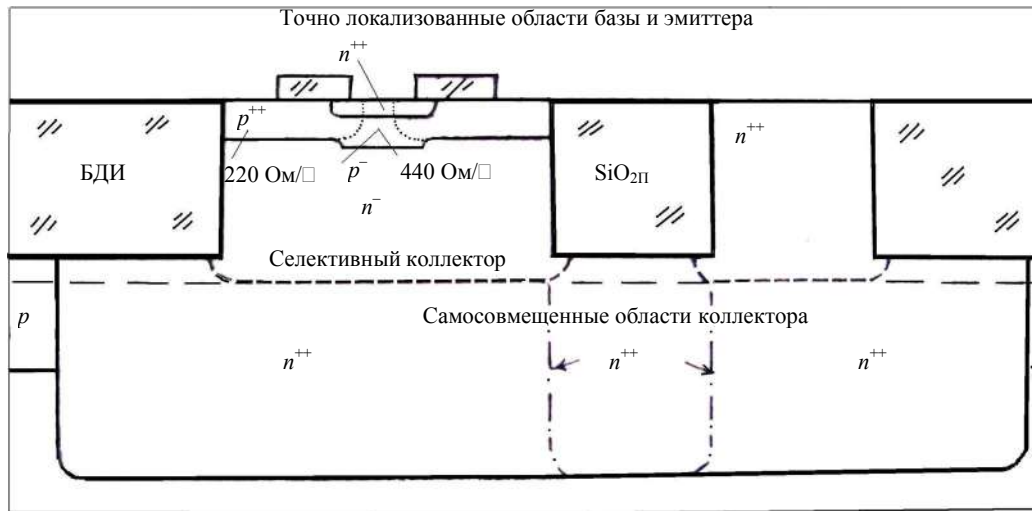 Точно локализованные области базы и эмиттера
n⁺⁺
p⁺⁺
n⁺⁺
БДИ
220 Ом/□
p⁻
440 Ом/□
SiO₂П
n⁻
Селективный коллектор
Самосовмещенные области коллектора
p
n⁺⁺
n⁺⁺
n⁺⁺